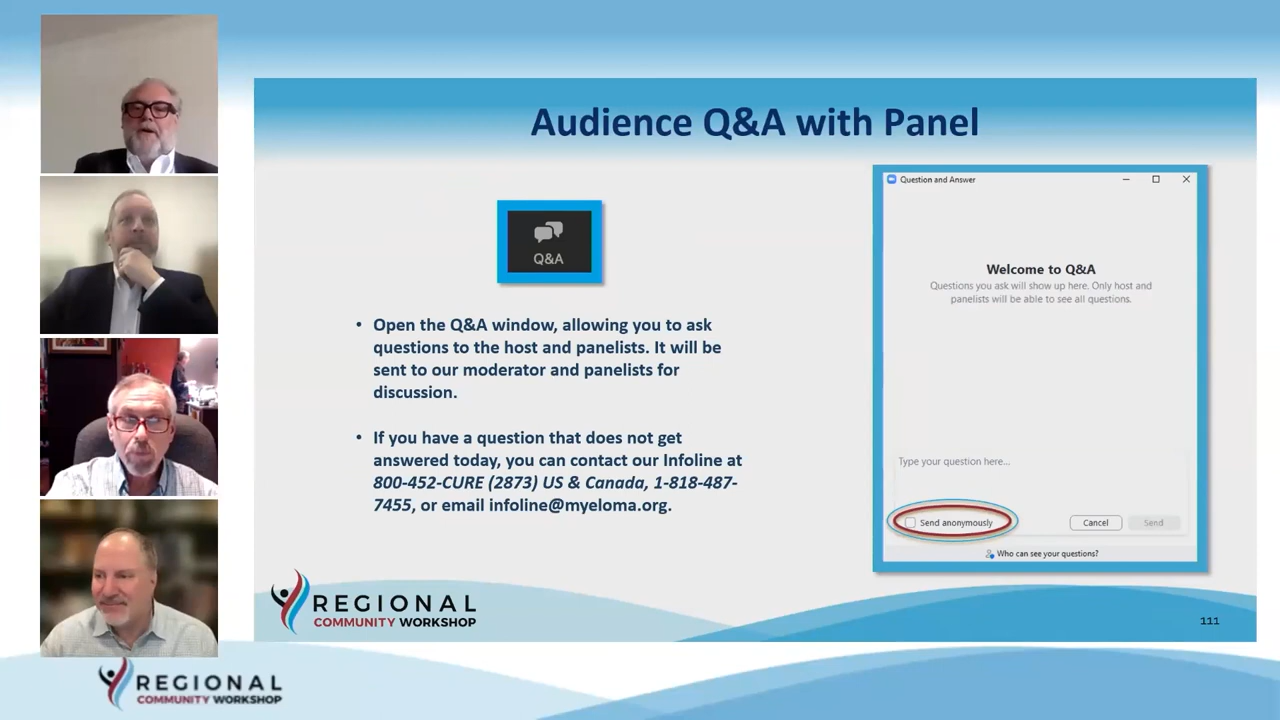 Audience Q&A with Panel
Q&A
• Open the Q&A window, allowing you to ask
questions to the host and panelists. It will be
sent to our moderator and panelists for
discussion.
• If you have a question that does not get
answered today, you can contact our Infoline at
800-452-CURE (2873) US & Canada, 1-818-487-
7455, or email infoline@myeloma.org.
Question and Answer
Welcome to Q&A
Questions you ask will show up here. Only host and
panelists will be able to see all questions.
Type your question here...
Send anonymously
Cancel
Send
Who can see your questions?
REGIONAL
COMMUNITY WORKSHOP
111
REGIONAL
COMMUNITY WORKSHOP